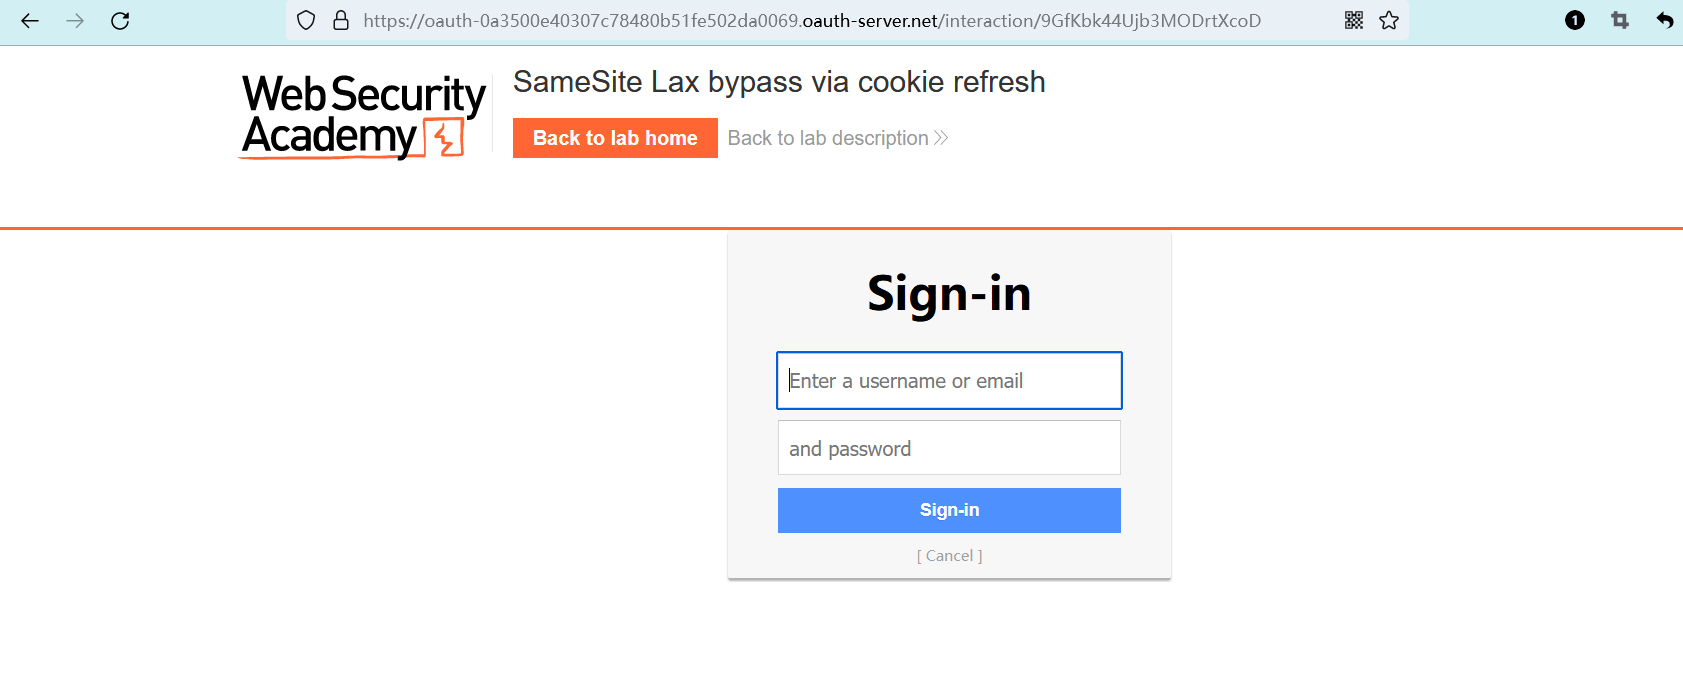 https://oauth-0a3500e40307c78480b51fe502da0069.oauth-server.net/interaction/9GfKbk44Ujb3MODrtXcoD
1
Web Security
Academy
SameSite Lax bypass via cookie refresh
Back to lab home
Back to lab description
Sign-in
Enter a username or email
and password
Sign-in
[ Cancel ]